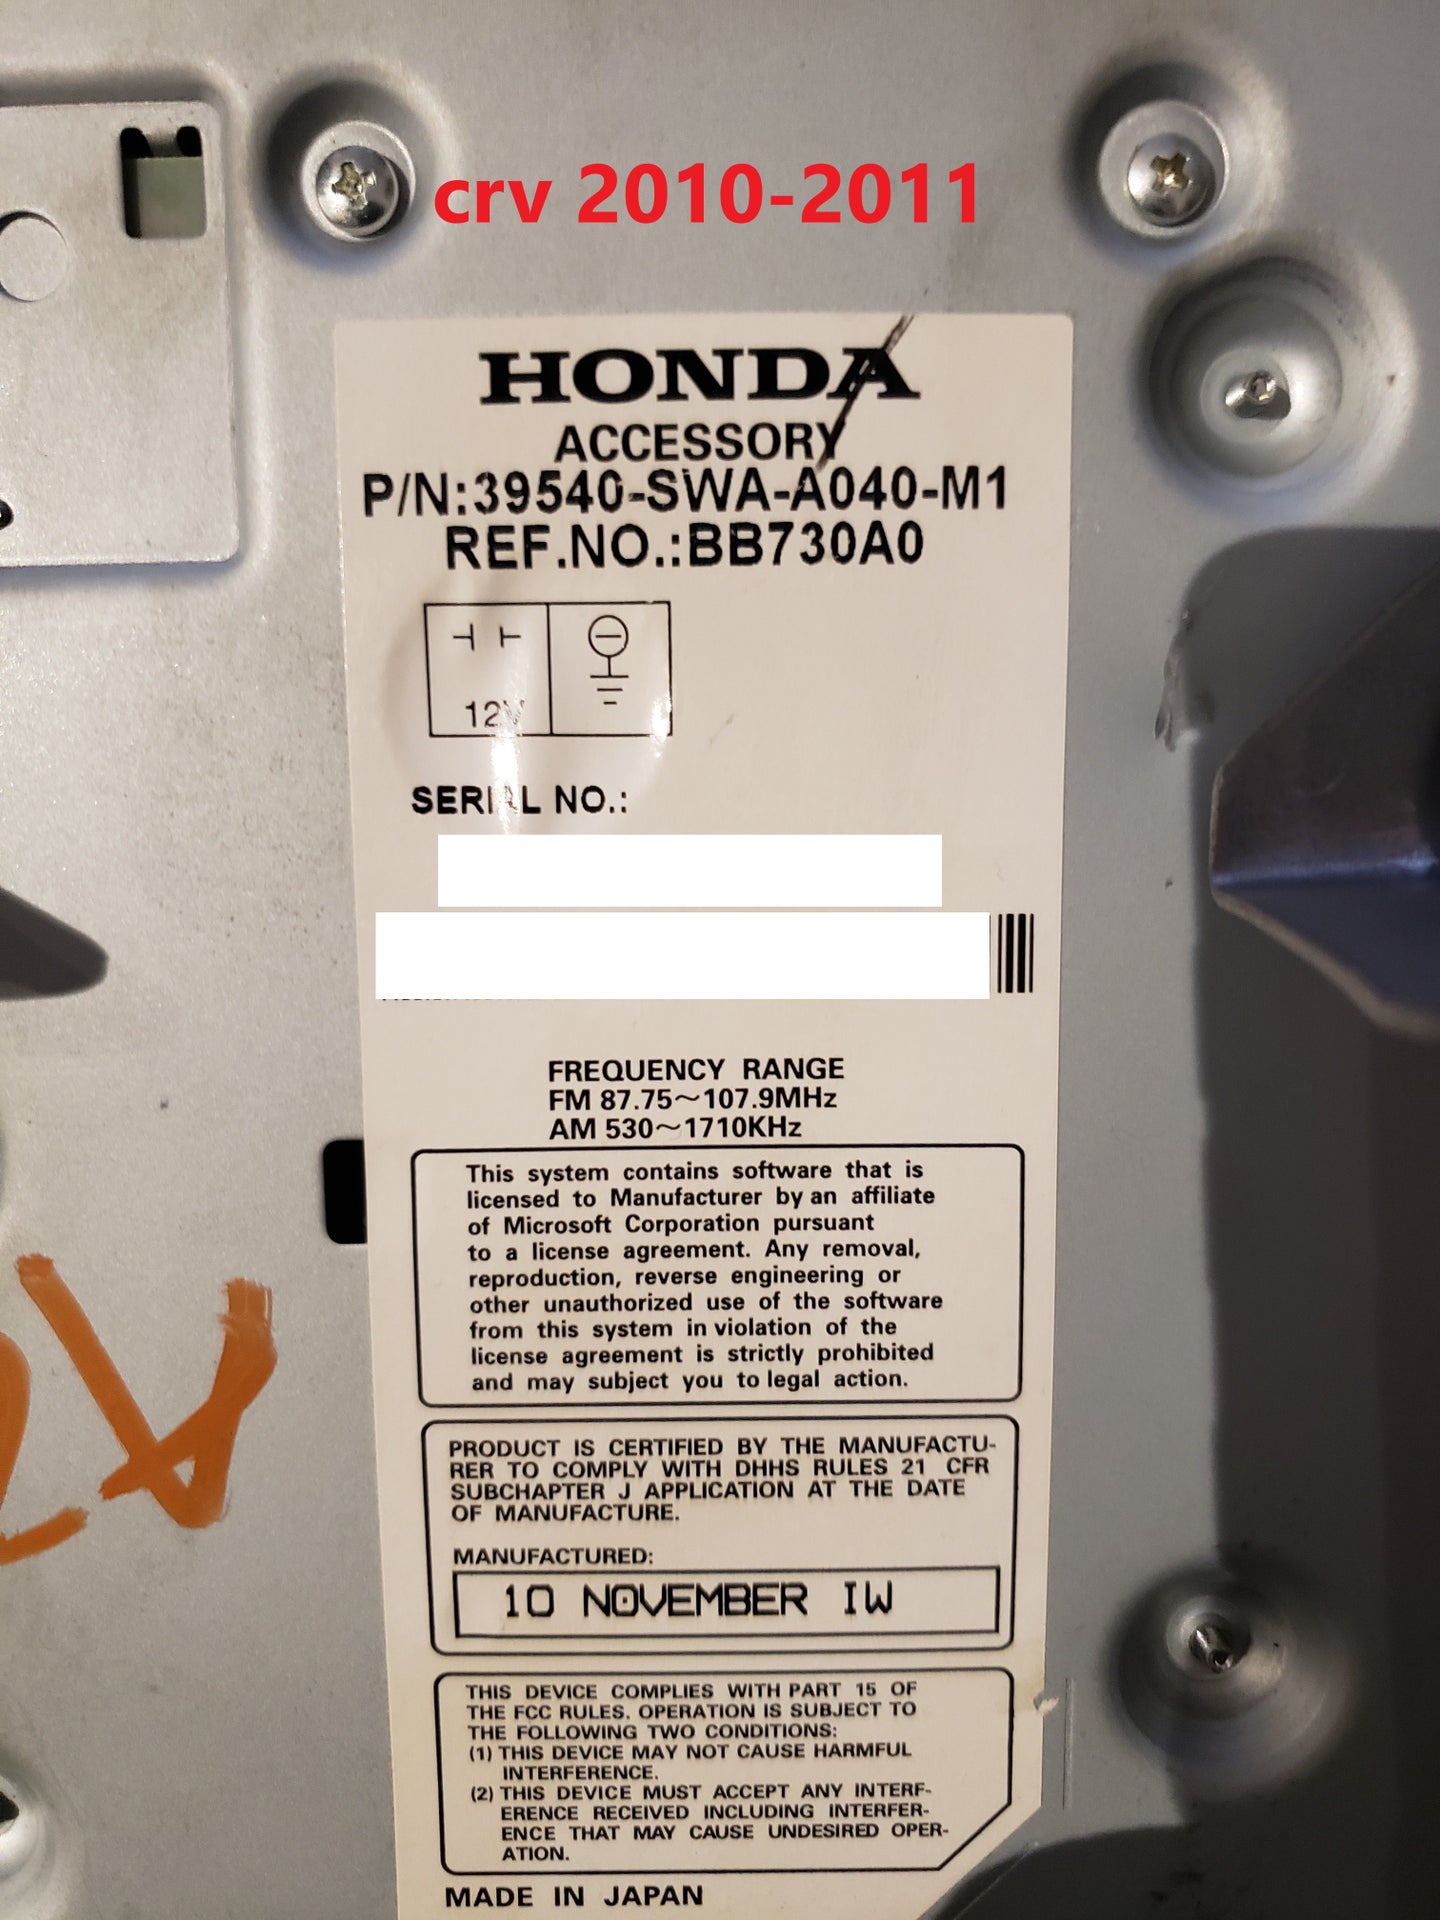 crv 2010-2011
HONDA
ACCESSORY
P/N:39540-SWA-A040-M1
REF.NO.:BB730A0
12V
SERIAL NO.:
FREQUENCY RANGE
FM 87.75~107.9MHz
AM 530~1710KHz
This system contains software that is
licensed to Manufacturer by an affiliate
of Microsoft Corporation pursuant
to a license agreement. Any removal,
reproduction, reverse engineering or
other unauthorized use of the software
from this system in violation of the
license agreement is strictly prohibited
and may subject you to legal action.
PRODUCT IS CERTIFIED BY THE MANUFACTU-
RER TO COMPLY WITH DHHS RULES 21 CFR
SUBCHAPTER J APPLICATION AT THE DATE
OF MANUFACTURE.
MANUFACTURED:
10 NOVEMBER IW
THIS DEVICE COMPLIES WITH PART 15 OF
THE FCC RULES. OPERATION IS SUBJECT TO
THE FOLLOWING TWO CONDITIONS:
(1) THIS DEVICE MAY NOT CAUSE HARMFUL
INTERFERENCE.
(2) THIS DEVICE MUST ACCEPT ANY INTERF-
ERENCE RECEIVED INCLUDING INTERFER-
ENCE THAT MAY CAUSE UNDESIRED OPER-
ATION.
MADE IN JAPAN